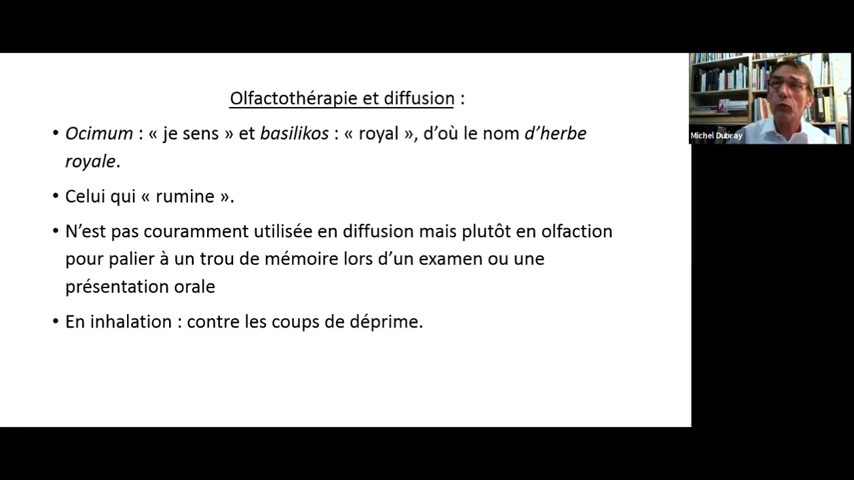 Olfactothérapie et diffusion :
• Ocimum : « je sens » et basilikos : « royal », d’où le nom d’herbe
royale.
• Celui qui « rumine ».
• N’est pas couramment utilisée en diffusion mais plutôt en olfaction
pour palier à un trou de mémoire lors d’un examen ou une
présentation orale
• En inhalation : contre les coups de déprime.
Michel Dubray